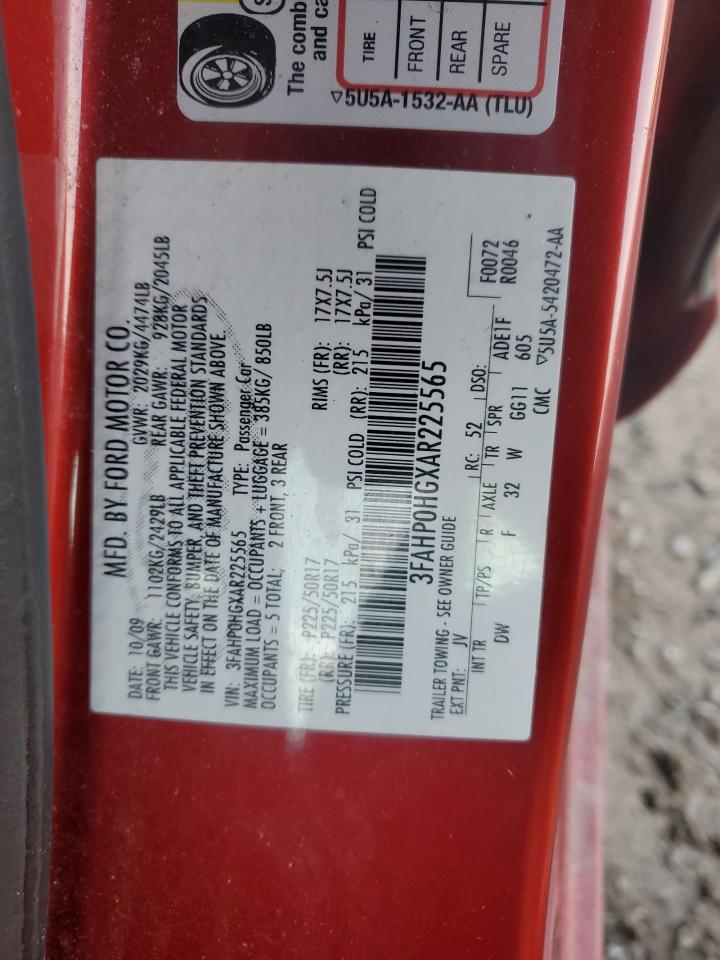 MFD. BY FORD MOTOR CO.
DATE: 10/09 GVWR: 2029KG/4474LB
FRONT GAWR: 1102KG/2429LB REAR GAWR: 928KG/2045LB
THIS VEHICLE CONFORMS TO ALL APPLICABLE FEDERAL MOTOR
VEHICLE SAFETY, BUMPER, AND THEFT PREVENTION STANDARDS
IN EFFECT ON THE DATE OF MANUFACTURE SHOWN ABOVE.
VIN: 3FAHP0HGXAR225565 TYPE: Passenger Car
MAXIMUM LOAD = OCCUPANTS + LUGGAGE = 385KG/ 850LB
OCCUPANTS = 5 TOTAL; 2 FRONT, 3 REAR
TIRE (FR): P225/50R17 RIMS (FR): 17X7.5J
(RR): P225/50R17 (RR): 17X7.5J
PRESSURE (FR): 215 kPa/ 31 PSI COLD (RR): 215 kPa/ 31 PSI COLD
3FAHP0HGXAR225565
TRAILER TOWING - SEE OWNER GUIDE
EXT PNT: JV RC: 52 DSO: F0072
R0046
INT TR TP/PS R AXLE TR SPR ADE1F
DW F 32 W GG11 605
CMC ▽5U5A-5420472-AA
The comb
and ca
TIRE
FRONT
REAR
SPARE
▽5U5A-1532-AA (TLU)